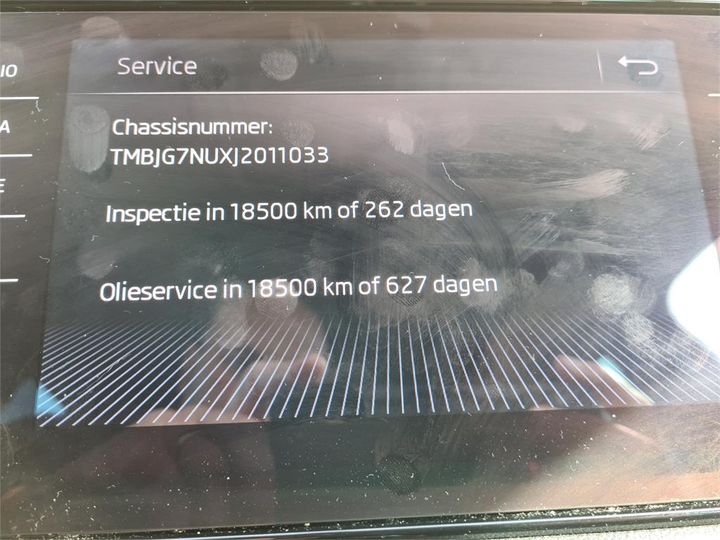 Service
Chassisnummer:
TMBJG7NUXJ2011033
Inspectie in 18500 km of 262 dagen
Olieservice in 18500 km of 627 dagen